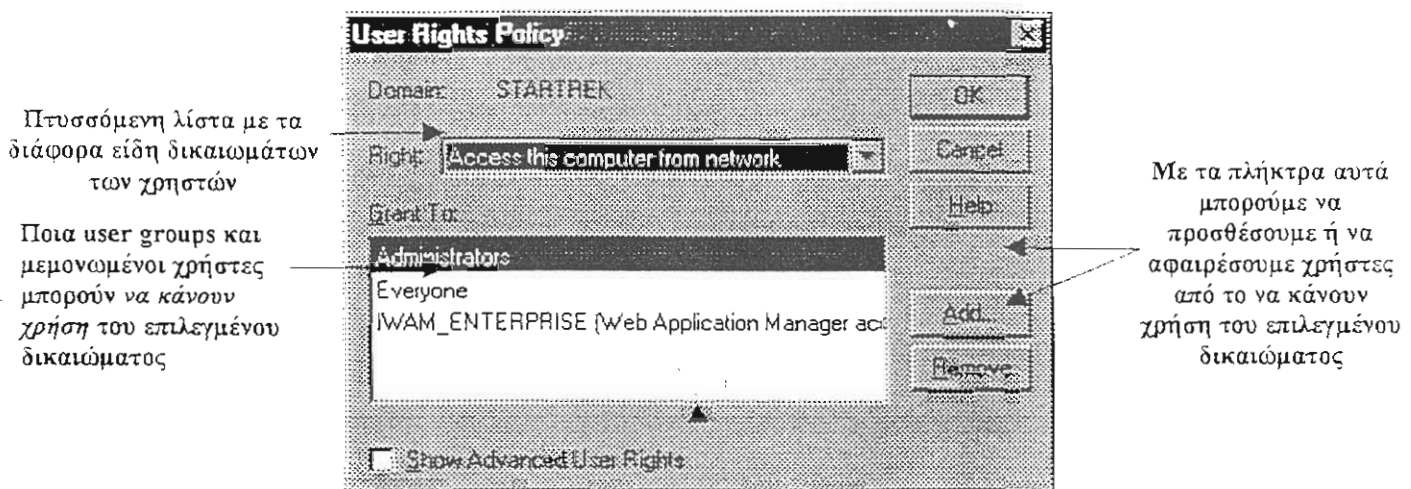 User Rights Policy
Domain: STARTREK
OK
Πτυσσόμενη λίστα με τα
διάφορα είδη δικαιωμάτων
των χρηστών
Right: Access this computer from network
Cancel
Help
Grant To:
Ποια user groups και
μεμονωμένοι χρήστες
μπορούν να κάνουν
χρήση του επιλεγμένου
δικαιώματος
Administrators
Everyone
IWAM_ENTERPRISE (Web Application Manager acc
Add...
Remove
Με τα πλήκτρα αυτά
μπορούμε να
προσθέσουμε ή να
αφαιρέσουμε χρήστες
από το να κάνουν
χρήση του επιλεγμένου
δικαιώματος
Show Advanced User Rights